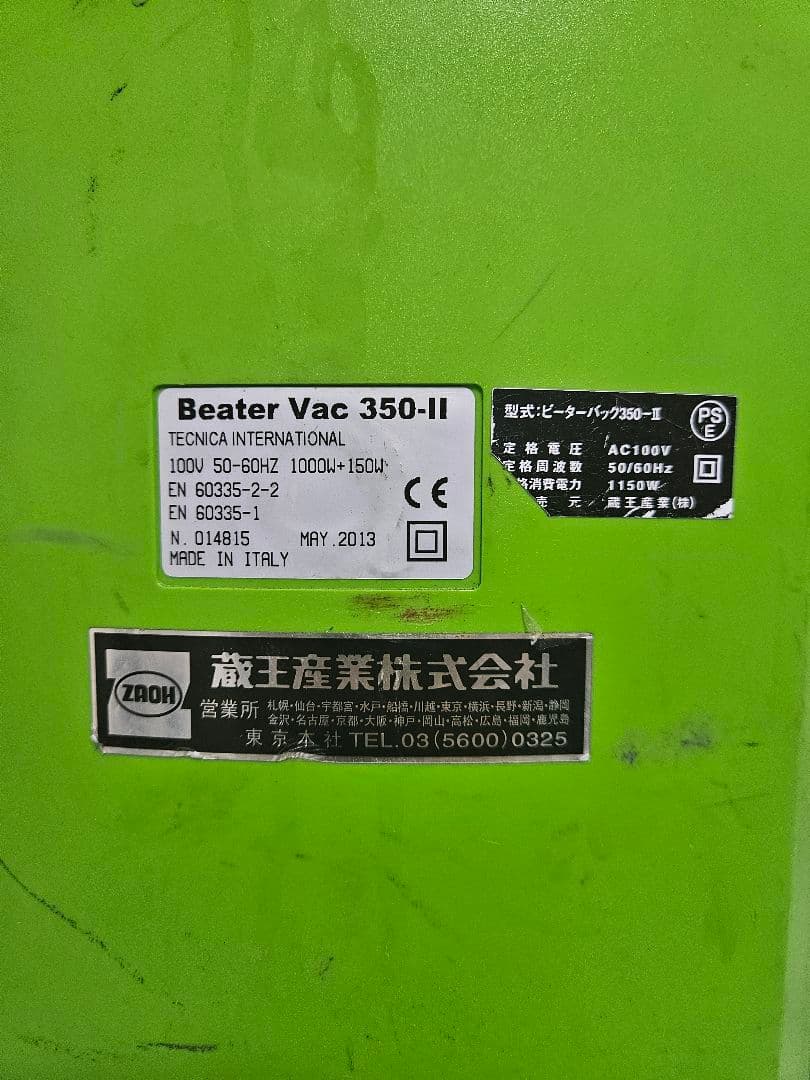 Beater Vac 350-II
TECNICA INTERNATIONAL
100V 50-60HZ 1000W+150W
EN 60335-2-2
EN 60335-1
CE
N. 014815 MAY.2013
MADE IN ITALY
型式:ビーターバック350-Ⅱ
PS
E
定格電圧 AC100V
定格周波数 50/60Hz
格消費電力 1150W
売元 蔵王産業(株)
ZAOH
蔵王産業株式会社
営業所 札幌・仙台・宇都宮・水戸・船橋・川越・東京・横浜・長野・新潟・静岡
金沢・名古屋・京都・大阪・神戸・岡山・高松・広島・福岡・鹿児島
東京本社 TEL.03(5600)0325